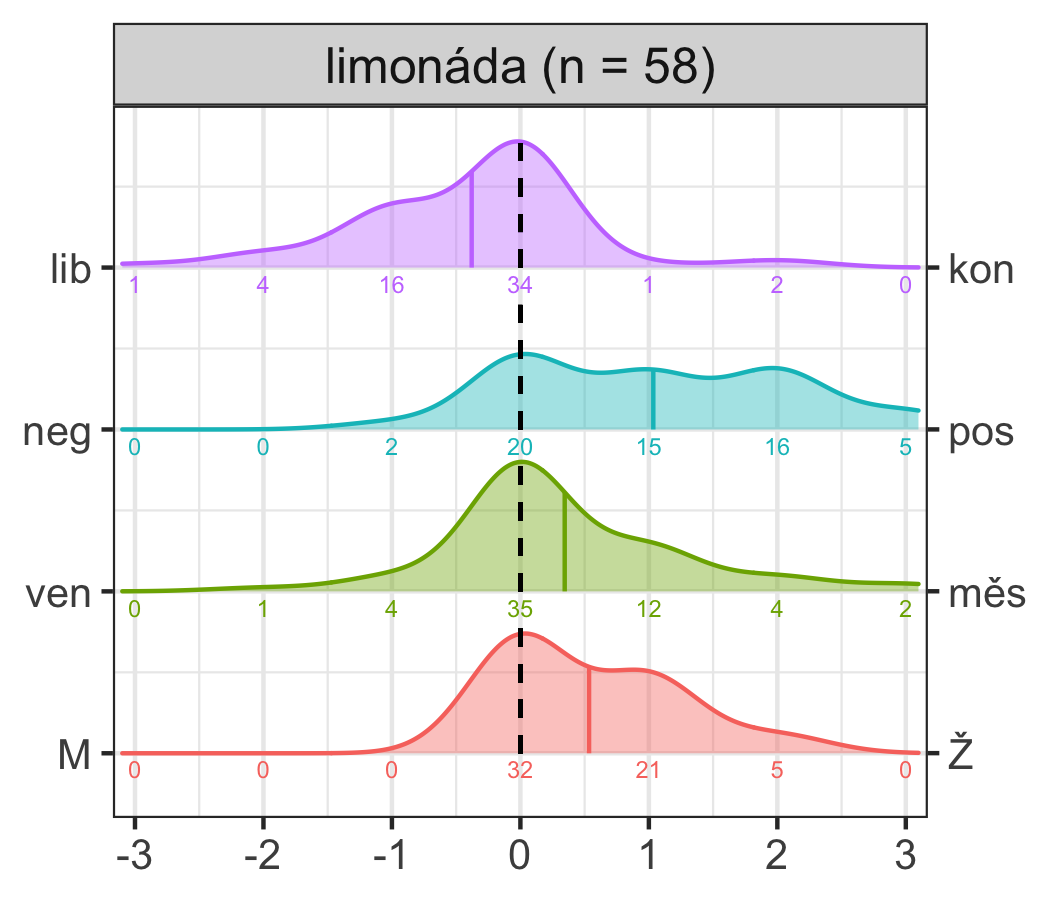 limonáda (n = 58)
lib kon
1 4 16 34 1 2 0
neg pos
0 0 2 20 15 16 5
ven měs
0 1 4 35 12 4 2
M Ž
0 0 0 32 21 5 0
-3 -2 -1 0 1 2 3